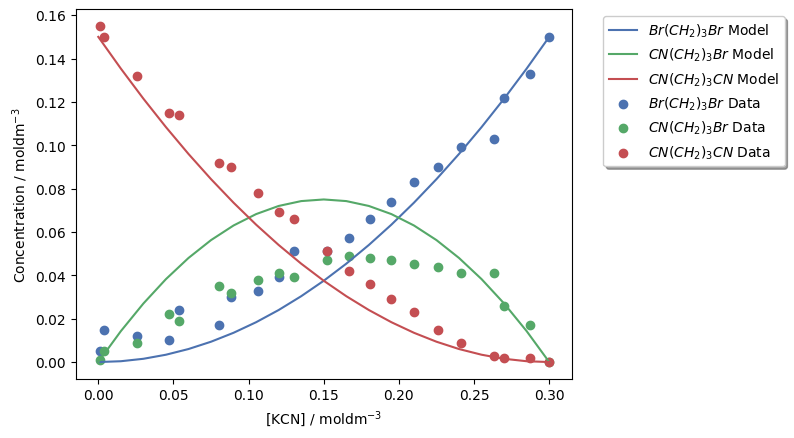 0.16
0.14
0.12
0.10
0.08
0.06
0.04
0.02
0.00
Concentration / moldm⁻³
0.00 0.05 0.10 0.15 0.20 0.25 0.30
[KCN] / moldm⁻³
Br(CH₂)₃Br Model
CN(CH₂)₃Br Model
CN(CH₂)₃CN Model
Br(CH₂)₃Br Data
CN(CH₂)₃Br Data
CN(CH₂)₃CN Data